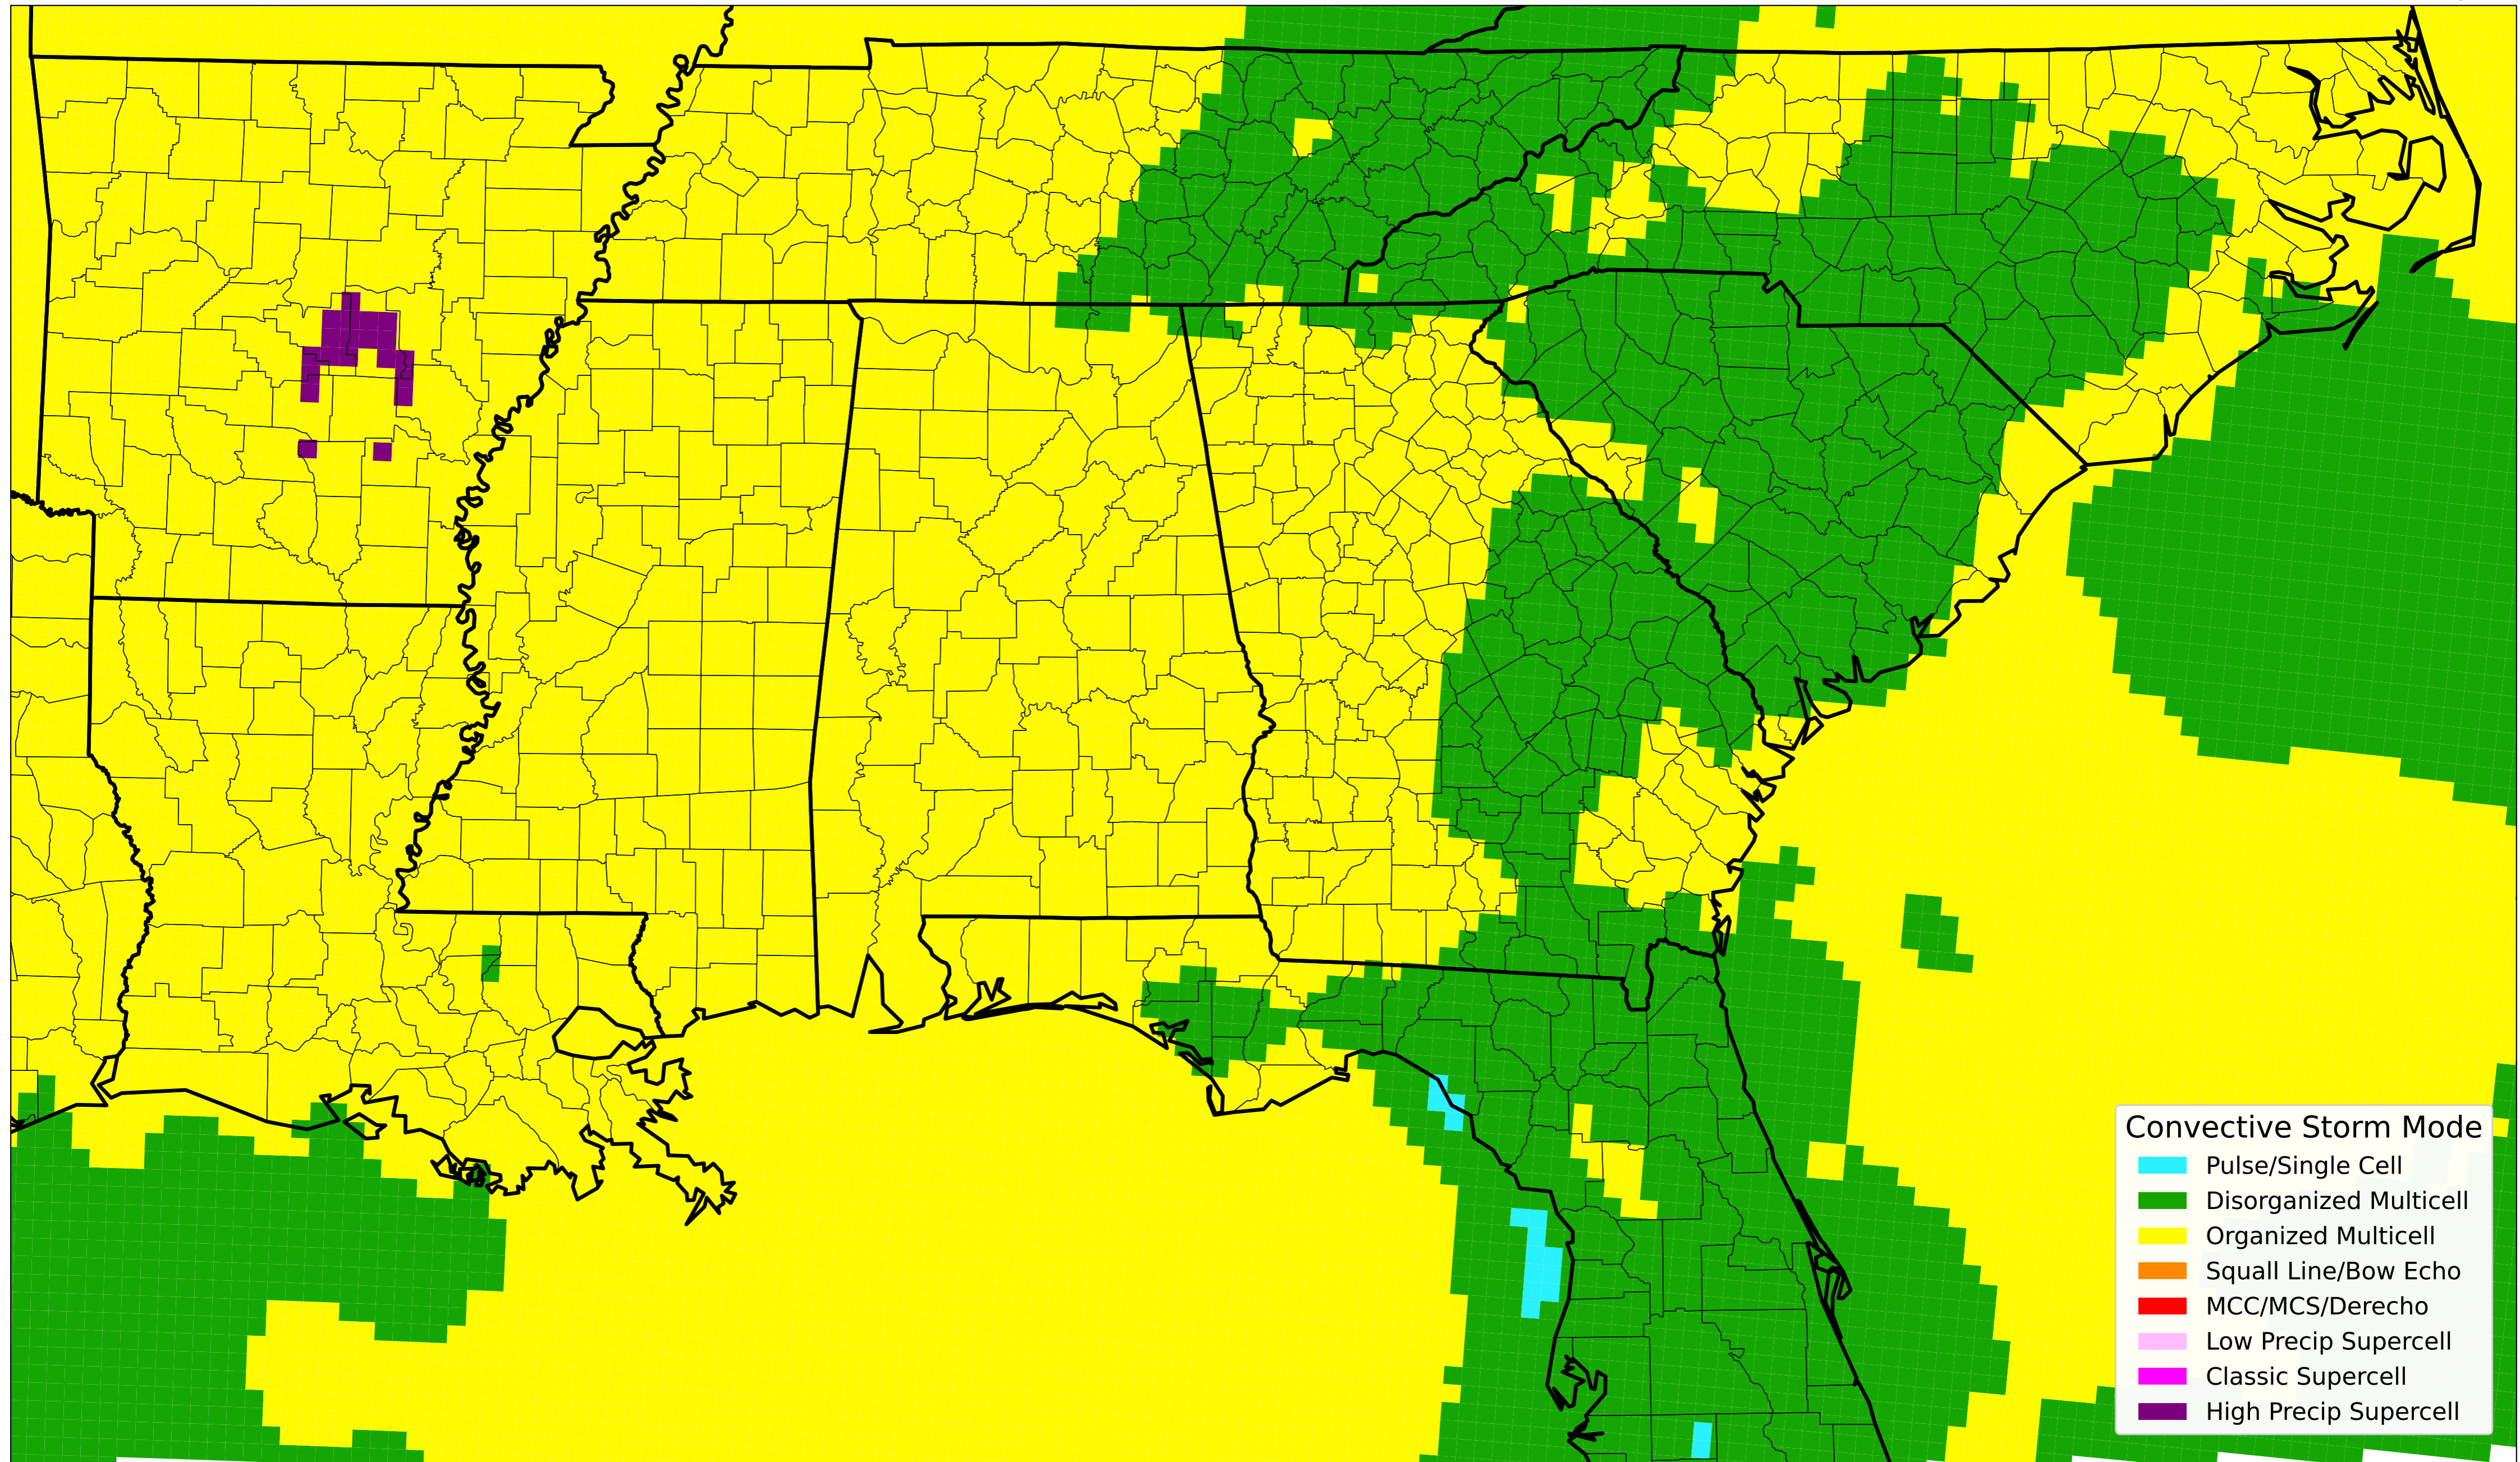 Convective Storm Mode
Pulse/Single Cell
Disorganized Multicell
Organized Multicell
Squall Line/Bow Echo
MCC/MCS/Derecho
Low Precip Supercell
Classic Supercell
High Precip Supercell